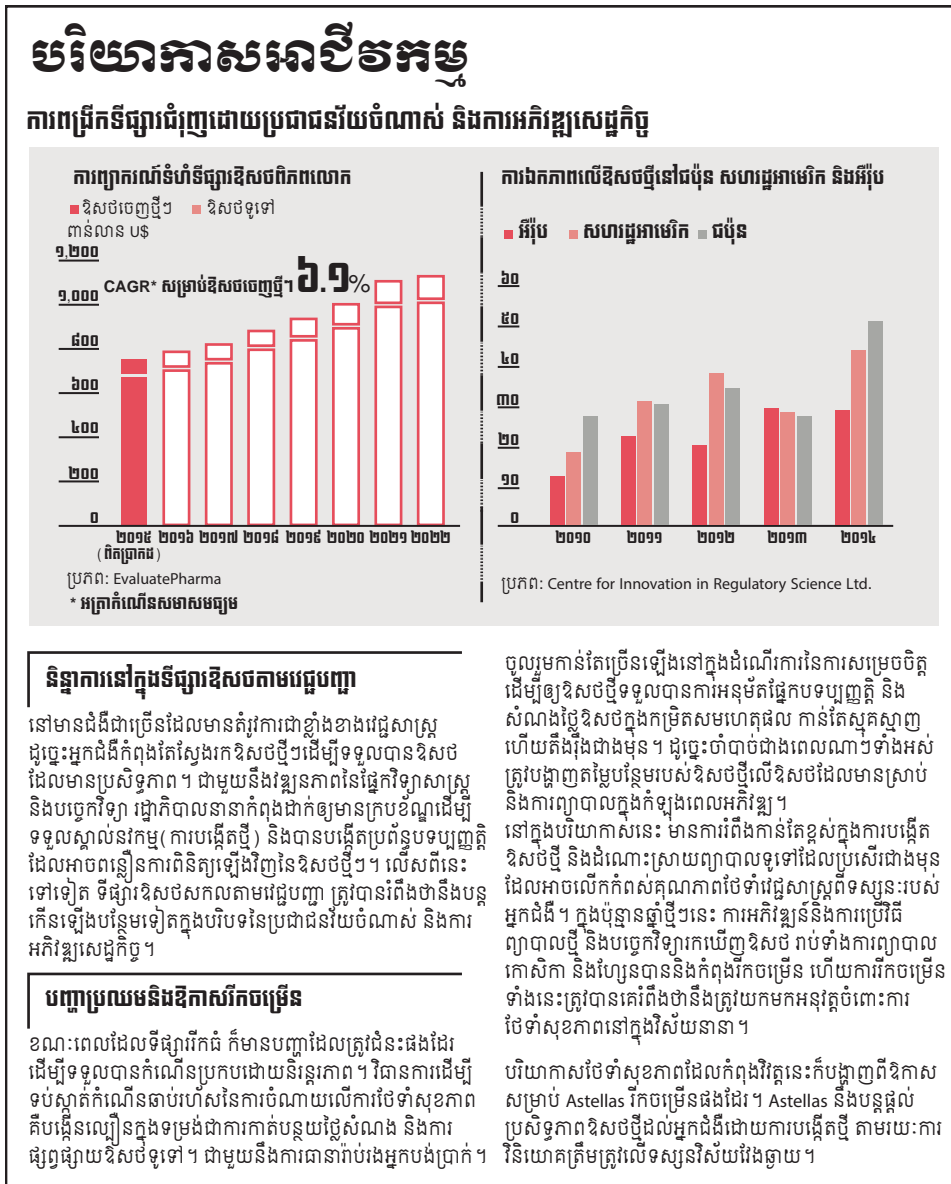 បរិយាកាសអាជីវកម្ម
ការពង្រីកទីផ្សារជំរុញដោយប្រជាជនវ័យចំណាស់ និងការអភិវឌ្ឍសេដ្ឋកិច្ច
ការព្យាករណ៍ទំហំទីផ្សារឱសថពិភពលោក
ឱសថចេញថ្មីៗ ឱសថទូទៅ
ពាន់លាន U$
១,២០០
CAGR* សម្រាប់ឱសថចេញថ្មីៗ ៦.១%
១,០០០
៨០០
៦០០
៤០០
២០០
០
២០១៥ ២០១៦ ២០១៧ ២០១៨ ២០១៩ ២០២០ ២០២១ ២០២២
(ពិតប្រាកដ)
ប្រភព: EvaluatePharma
* អត្រាកំណើនសមាសមធ្យម
ការឯកភាពលើឱសថថ្មីនៅជប៉ុន សហរដ្ឋអាមេរិក និងអឺរ៉ុប
អឺរ៉ុប សហរដ្ឋអាមេរិក ជប៉ុន
៦០
៥០
៤០
៣០
២០
១០
០
២០១០ ២០១១ ២០១២ ២០១៣ ២០១៤
ប្រភព: Centre for Innovation in Regulatory Science Ltd.
និន្នាការនៅក្នុងទីផ្សារឱសថតាមវេជ្ជបញ្ជា
នៅមានជំងឺជាច្រើនដែលមានតំរូវការជាខ្លាំងខាងវេជ្ជសាស្ត្រ
ដូច្នេះអ្នកជំងឺកំពុងតែស្វែងរកឱសថថ្មីៗដើម្បីទទួលបានឱសថ
ដែលមានប្រសិទ្ធភាព។ ជាមួយនឹងវឌ្ឍនភាពនៃផ្នែកវិទ្យាសាស្ត្រ
និងបច្ចេកវិទ្យា រដ្ឋាភិបាលនានាកំពុងដាក់ឲ្យមានក្របខ័ណ្ឌដើម្បី
ទទួលស្គាល់នវកម្ម(ការបង្កើតថ្មី) និងបានបង្កើតប្រព័ន្ធបទប្បញ្ញត្តិ
ដែលអាចពន្លឿនការពិនិត្យឡើងវិញនៃឱសថថ្មីៗ។ លើសពីនេះ
ទៅទៀត ទីផ្សារឱសថសកលតាមវេជ្ជបញ្ជា ត្រូវបានរំពឹងថានឹងបន្ត
កើនឡើងបន្ថែមទៀតក្នុងបរិបទនៃប្រជាជនវ័យចំណាស់ និងការ
អភិវឌ្ឍសេដ្ឋកិច្ច។
បញ្ហាប្រឈមនិងឱកាសរីកចម្រើន
ខណៈពេលដែលទីផ្សាររីកធំ ក៏មានបញ្ហាដែលត្រូវជំនះផងដែរ
ដើម្បីទទួលបានកំណើនប្រកបដោយនិរន្តរភាព។ វិធានការដើម្បី
ទប់ស្កាត់កំណើនឆាប់រហ័សនៃការចំណាយលើការថែទាំសុខភាព
គឺបង្កើនល្បឿនក្នុងទម្រង់ជាការកាត់បន្ថយថ្លៃសំណង និងការ
ផ្សព្វផ្សាយឱសថទូទៅ។ ជាមួយនឹងការធានារ៉ាប់រងអ្នកបង់ប្រាក់។
ចូលរួមកាន់តែច្រើនឡើងនៅក្នុងដំណើរការនៃការសម្រេចចិត្ត
ដើម្បីឲ្យឱសថថ្មីទទួលបានការអនុម័តផ្នែកបទប្បញ្ញត្តិ និង
សំណងថ្លៃឱសថក្នុងកម្រិតសមហេតុផល កាន់តែស្មុគស្មាញ
ហើយតឹងរ៉ឹងជាងមុន។ ដូច្នេះចាំបាច់ជាងពេលណាៗទាំងអស់
ត្រូវបង្ហាញតម្លៃបន្ថែមរបស់ឱសថថ្មីលើឱសថដែលមានស្រាប់
និងការព្យាបាលក្នុងកំឡុងពេលអភិវឌ្ឍ។
នៅក្នុងបរិយាកាសនេះ មានការរំពឹងកាន់តែខ្ពស់ក្នុងការបង្កើត
ឱសថថ្មី និងដំណោះស្រាយព្យាបាលទូទៅដែលប្រសើរជាងមុន
ដែលអាចលើកកំពស់គុណភាពថែទាំវេជ្ជសាស្ត្រពីទស្សនៈរបស់
អ្នកជំងឺ។ ក្នុងប៉ុន្មានឆ្នាំថ្មីៗនេះ ការអភិវឌ្ឍន៍និងការប្រើវិធី
ព្យាបាលថ្មី និងបច្ចេកវិទ្យារកឃើញឱសថ រាប់ទាំងការព្យាបាល
កោសិកា និងហ្សែនបាននិងកំពុងរីកចម្រើន ហើយការរីកចម្រើន
ទាំងនេះត្រូវបានគេរំពឹងថានឹងត្រូវយកមកអនុវត្តចំពោះការ
ថែទាំសុខភាពនៅក្នុងវិស័យនានា។
បរិយាកាសថែទាំសុខភាពដែលកំពុងវិវត្តនេះក៏បង្ហាញពីឱកាស
សម្រាប់ Astellas រីកចម្រើនផងដែរ។ Astellas នឹងបន្តផ្តល់
ប្រសិទ្ធភាពឱសថថ្មីដល់អ្នកជំងឺដោយការបង្កើតថ្មី តាមរយៈការ
វិនិយោគត្រឹមត្រូវលើទស្សនវិស័យវែងឆ្ងាយ។